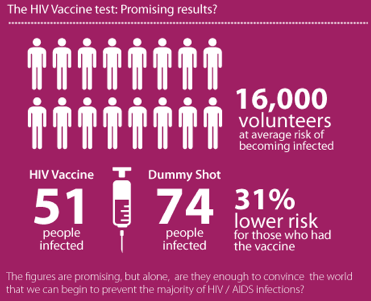 The HIV Vaccine test: Promising results?
16,000
volunteers
at average risk of
becoming infected
HIV Vaccine
51
people
infected
Dummy Shot
74
people
infected
31%
lower risk
for those who had
the vaccine
The figures are promising, but alone, are they enough to convince the world
that we can begin to prevent the majority of HIV / AIDS infections?